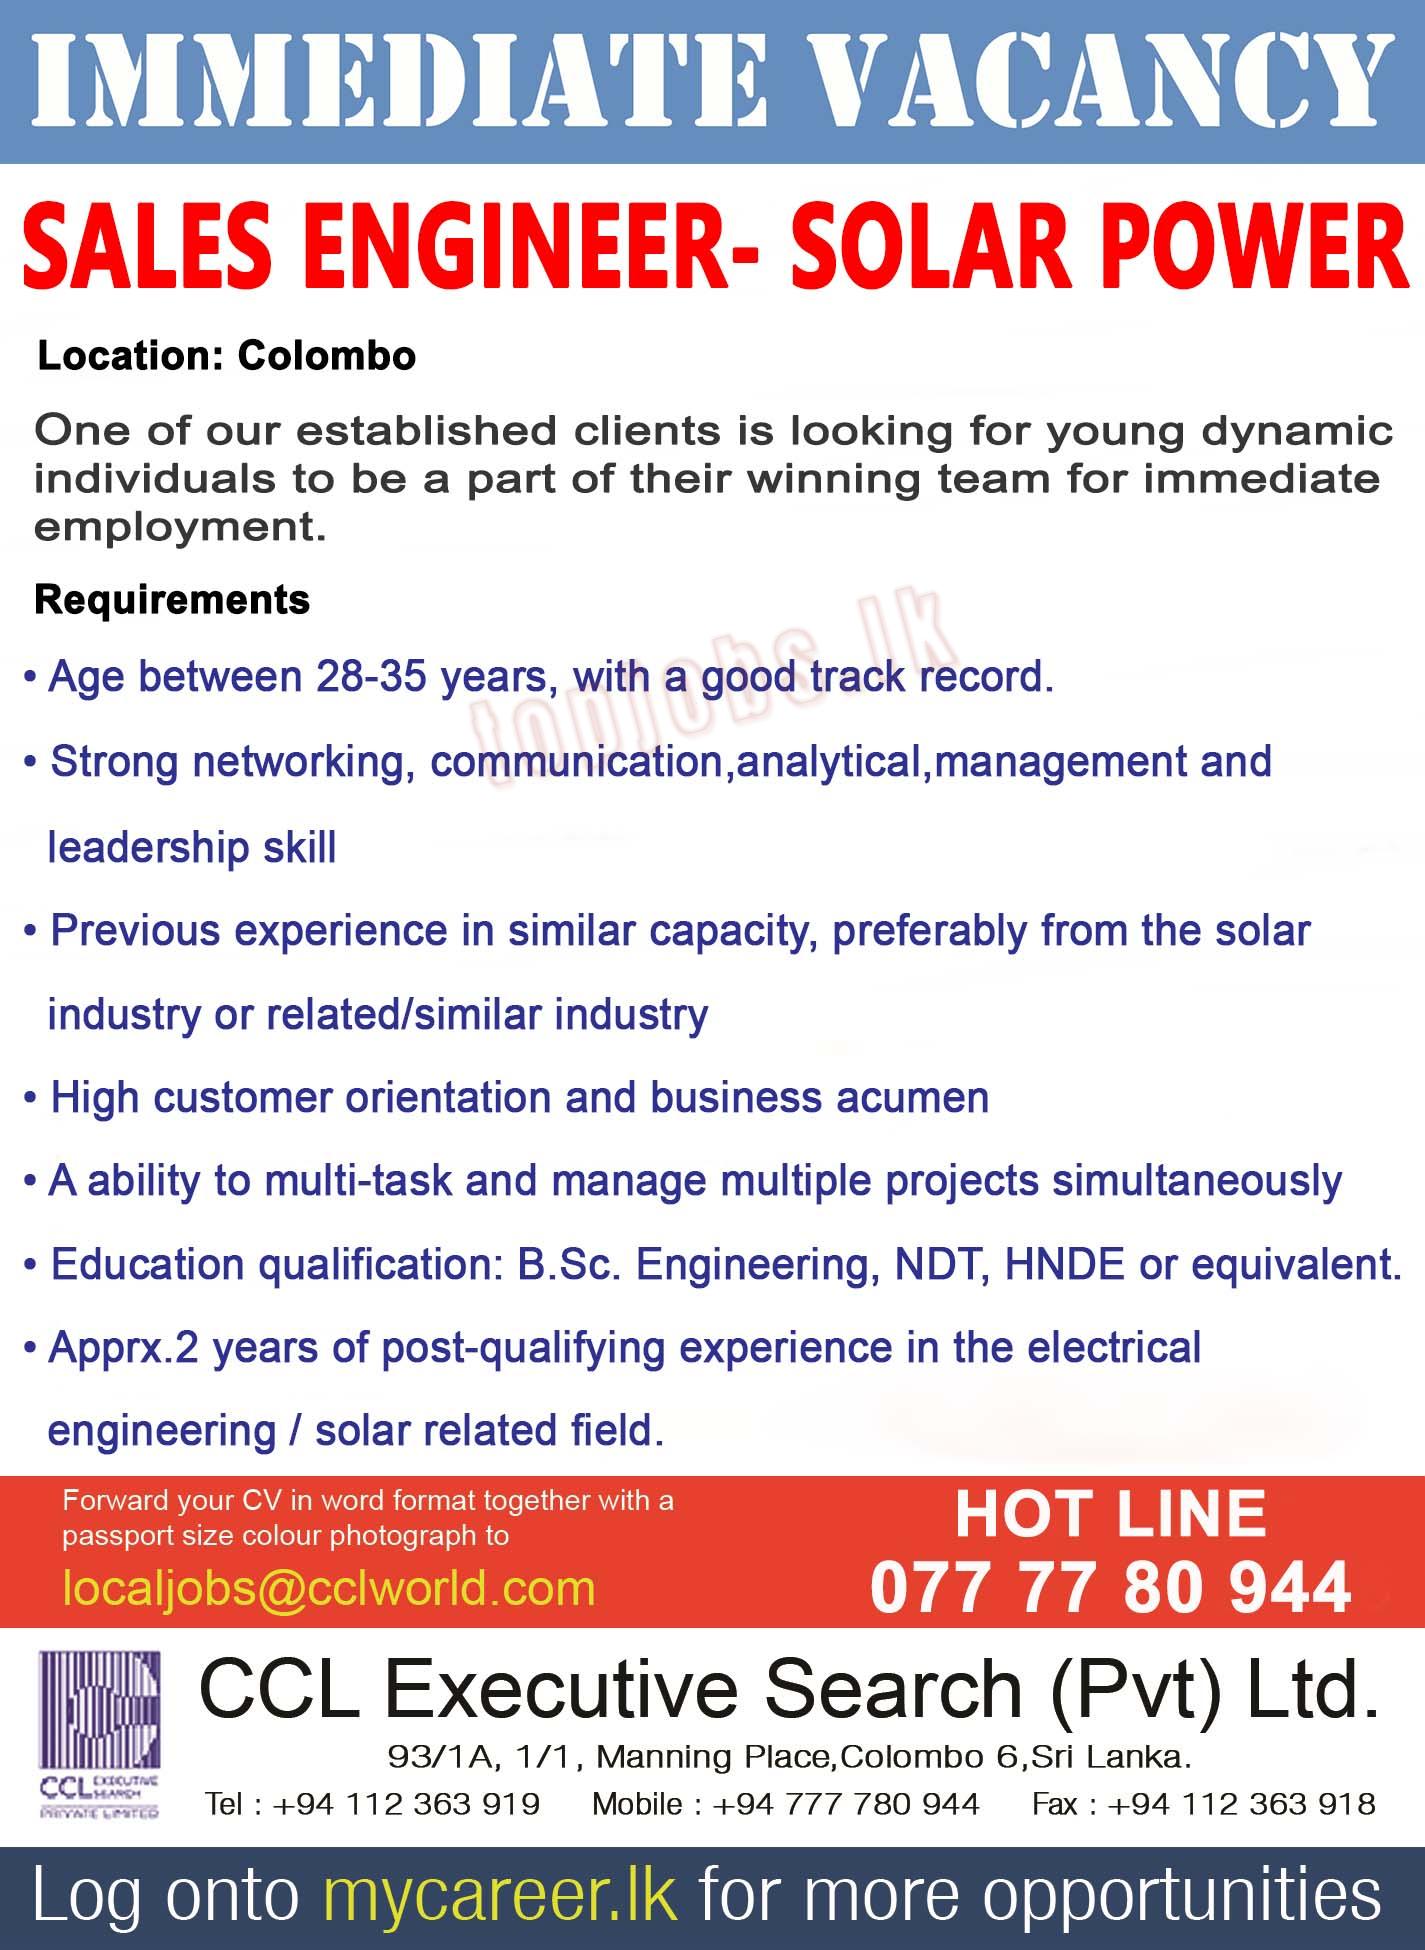 IMMEDIATE VACANCY
SALES ENGINEER- SOLAR POWER
Location: Colombo
One of our established clients is looking for young dynamic
individuals to be a part of their winning team for immediate
employment.
Requirements
topjobs.lk
• Age between 28-35 years, with a good track record.
• Strong networking, communication,analytical,management and
leadership skill
• Previous experience in similar capacity, preferably from the solar
industry or related/similar industry
• High customer orientation and business acumen
• A ability to multi-task and manage multiple projects simultaneously
• Education qualification: B.Sc. Engineering, NDT, HNDE or equivalent.
• Apprx.2 years of post-qualifying experience in the electrical
engineering / solar related field.
Forward your CV in word format together with a
passport size colour photograph to
localjobs@cclworld.com
HOT LINE
077 77 80 944
CCL EXECUTIVE SEARCH
PRIVATE LIMITED
CCL Executive Search (Pvt) Ltd.
93/1A, 1/1, Manning Place,Colombo 6,Sri Lanka.
Tel : +94 112 363 919 Mobile : +94 777 780 944 Fax : +94 112 363 918
Log onto mycareer.lk for more opportunities